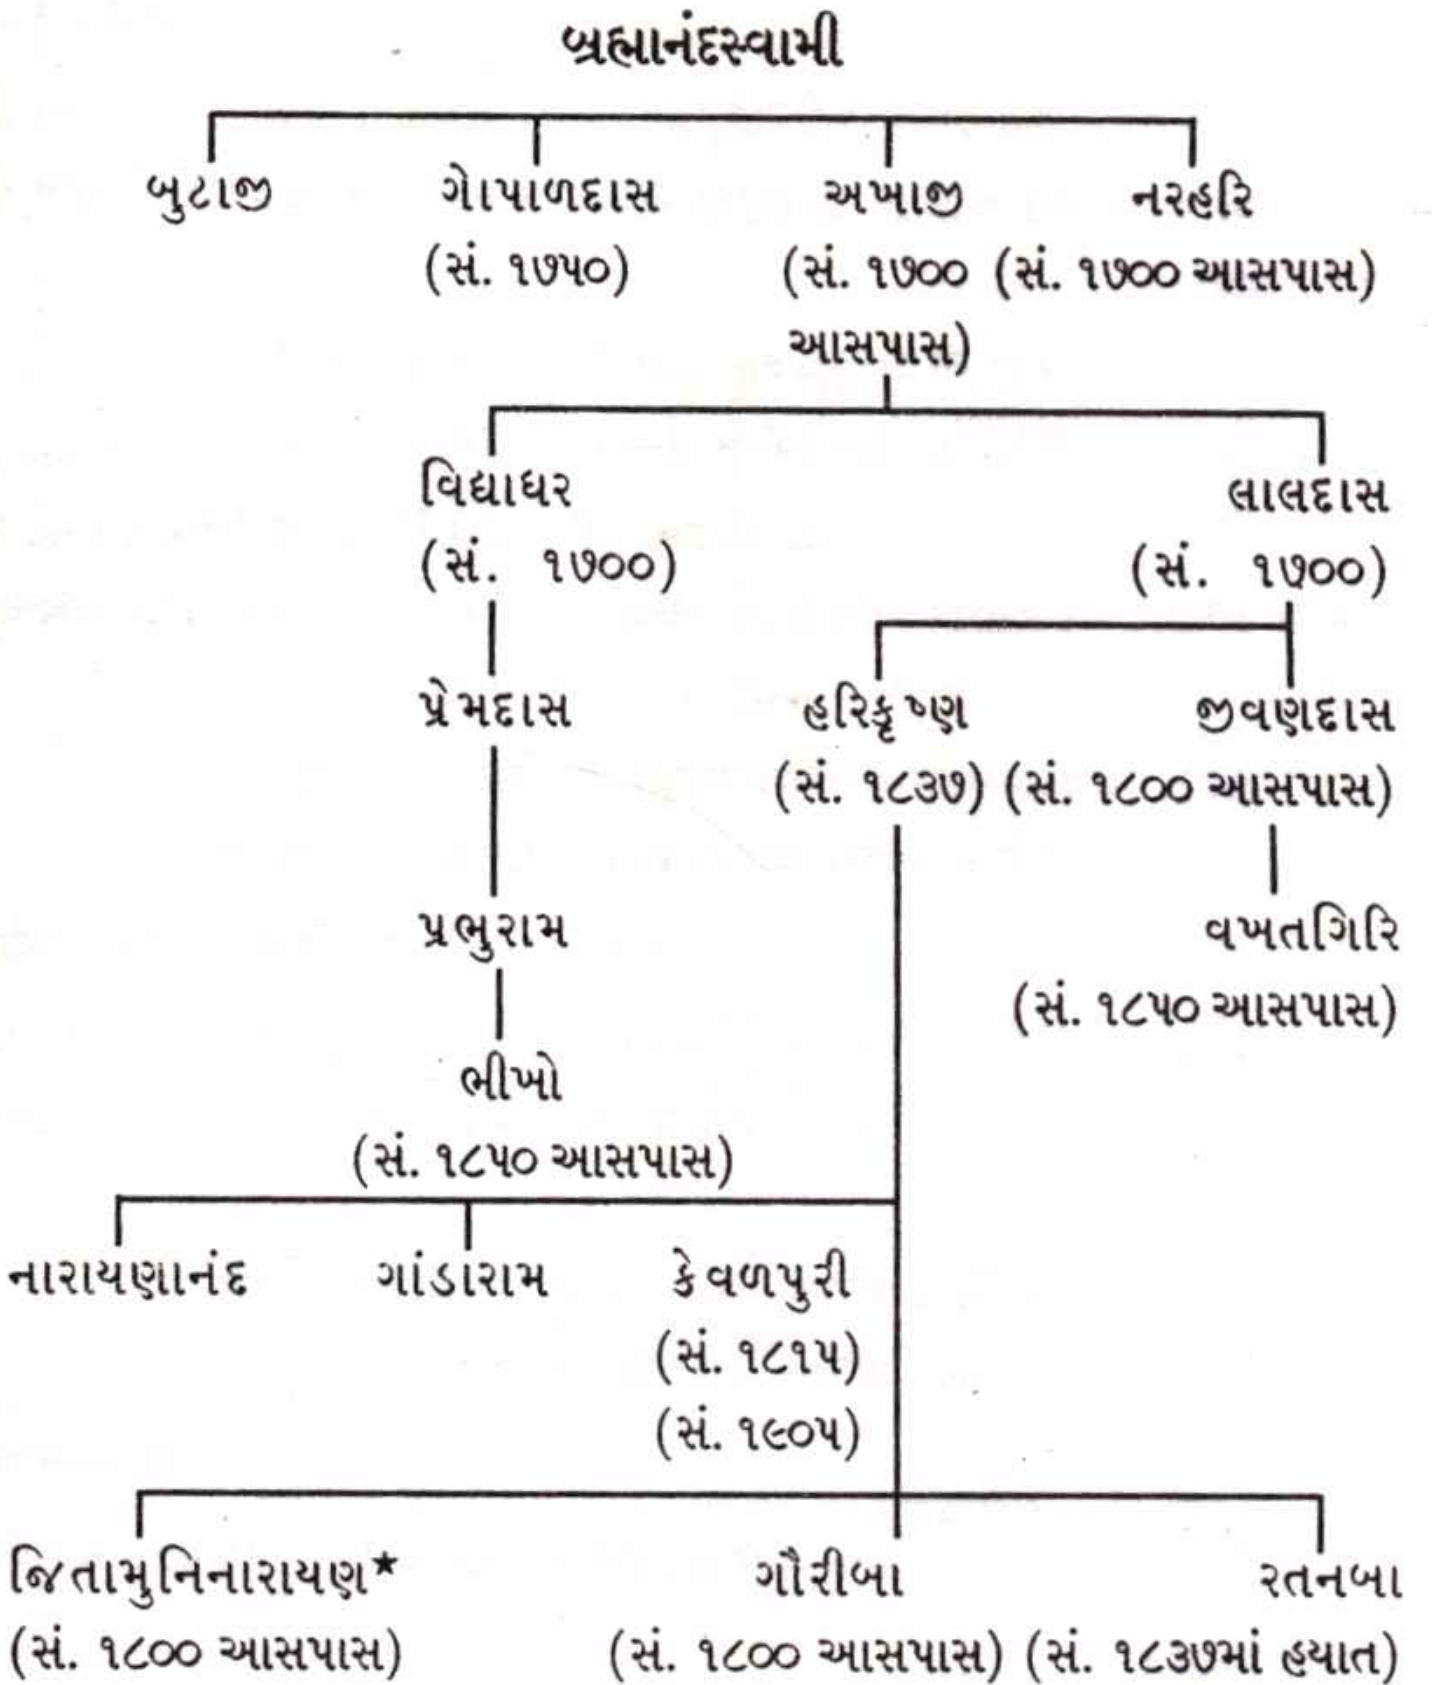 બ્રહ્માનંદસ્વામી
બુટાજી ગોપાળદાસ અખાજી નરહરિ
(સં. ૧૭૫૦) (સં. ૧૭૦૦ (સં. ૧૭૦૦ આસપાસ)
આસપાસ)
વિદ્યાધર લાલદાસ
(સં. ૧૭૦૦) (સં. ૧૭૦૦)
પ્રેમદાસ હરિકૃષ્ણ જીવણદાસ
(સં. ૧૮૩૭) (સં. ૧૮૦૦ આસપાસ)
પ્રભુરામ વખતગિરિ
(સં. ૧૮૫૦ આસપાસ)
ભીખો
(સં. ૧૮૫૦ આસપાસ)
નારાયણાનંદ ગાંડારામ કેવળપુરી
(સં. ૧૮૧૫)
(સં. ૧૯૦૫)
જિતામુનિનારાયણ★ ગૌરીબા રતનબા
(સં. ૧૮૦૦ આસપાસ) (સં. ૧૮૦૦ આસપાસ) (સં. ૧૮૩૭માં હયાત)